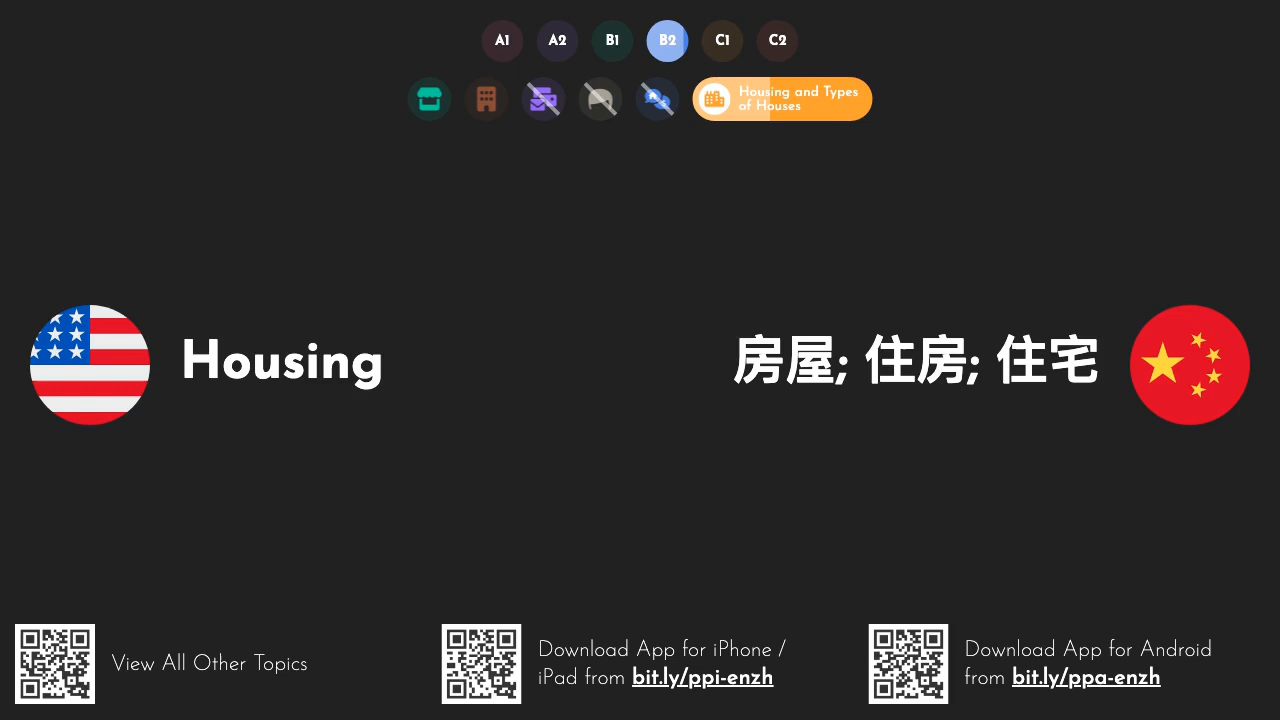 A1 A2 B1 B2 C1 C2
Housing and Types
of Houses
Housing
房屋; 住房; 住宅
View All Other Topics
Download App for iPhone /
iPad from bit.ly/ppi-enzh
Download App for Android
from bit.ly/ppa-enzh